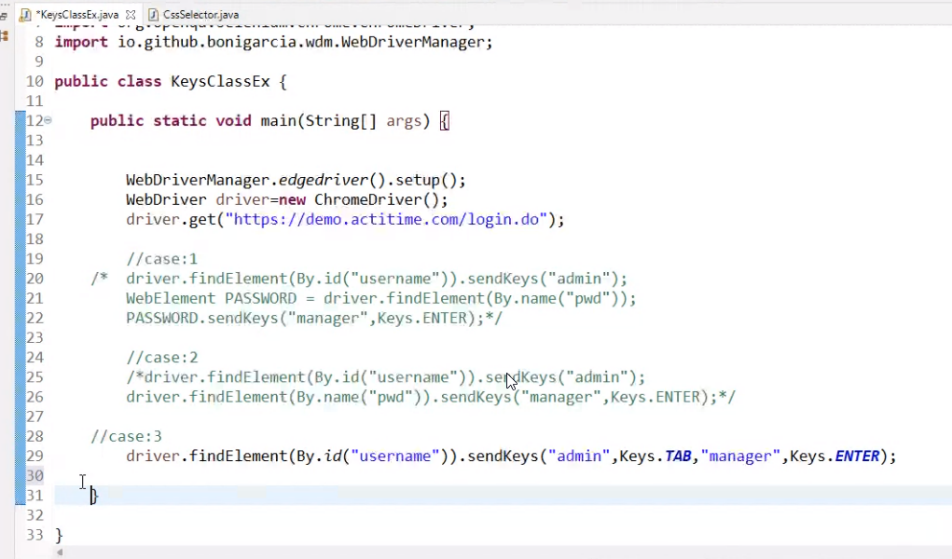 *KeysClassEx.java CssSelector.java
7 import org.openqa.selenium.chrome.ChromeDriver;
8 import io.github.bonigarcia.wdm.WebDriverManager;
9
10 public class KeysClassEx {
11
12 public static void main(String[] args) {
13
14
15 WebDriverManager.edgedriver().setup();
16 WebDriver driver=new ChromeDriver();
17 driver.get("https://demo.actitime.com/login.do");
18
19 //case:1
20 /* driver.findElement(By.id("username")).sendKeys("admin");
21 WebElement PASSWORD = driver.findElement(By.name("pwd"));
22 PASSWORD.sendKeys("manager",Keys.ENTER);*/
23
24 //case:2
25 /*driver.findElement(By.id("username")).sendKeys("admin");
26 driver.findElement(By.name("pwd")).sendKeys("manager",Keys.ENTER);*/
27
28 //case:3
29 driver.findElement(By.id("username")).sendKeys("admin",Keys.TAB,"manager",Keys.ENTER);
30
31 }
32
33 }